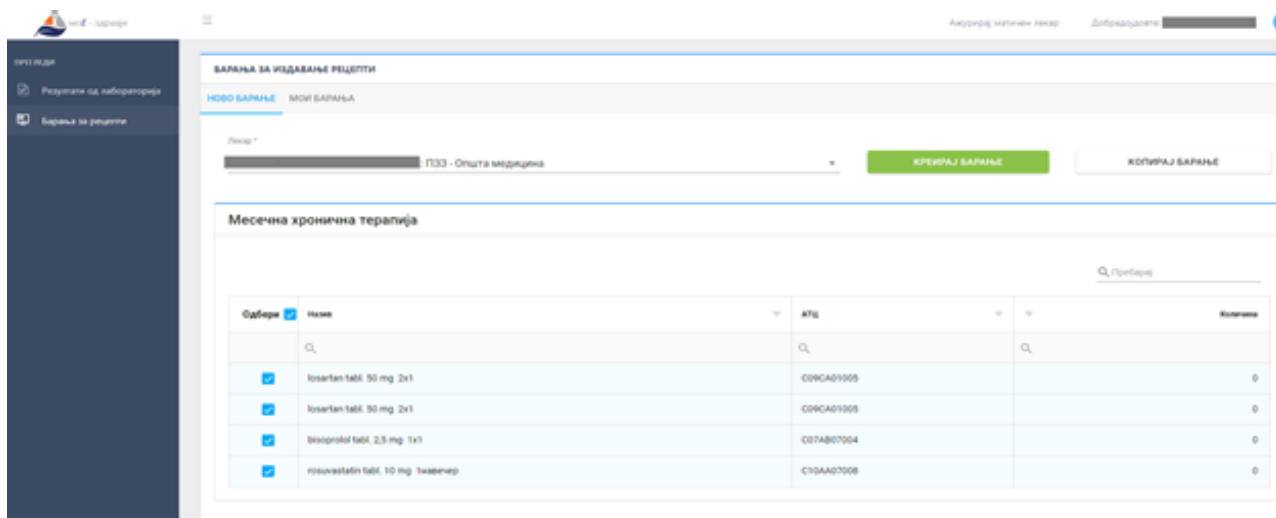 Ажурирај матичен лекар
Добредојдовте:
ПРЕГЛЕДИ
Резултати од лабораторија
Барања за рецепти
БАРАЊА ЗА ИЗДАВАЊЕ РЕЦЕПТИ
НОВО БАРАЊЕ МОИ БАРАЊА
Лекар *
: ПЗЗ - Општа медицина
КРЕИРАЈ БАРАЊЕ
КОПИРАЈ БАРАЊЕ
Месечна хронична терапија
Пребарај
Одбери Назив АТЦ Количина
losartan tabl. 50 mg 2x1 C09CA01005 0
losartan tabl. 50 mg 2x1 C09CA01005 0
bisoprolol tabl. 2,5 mg 1x1 C07AB07004 0
rosuvastatin tabl. 10 mg 1навечер C10AA07008 0